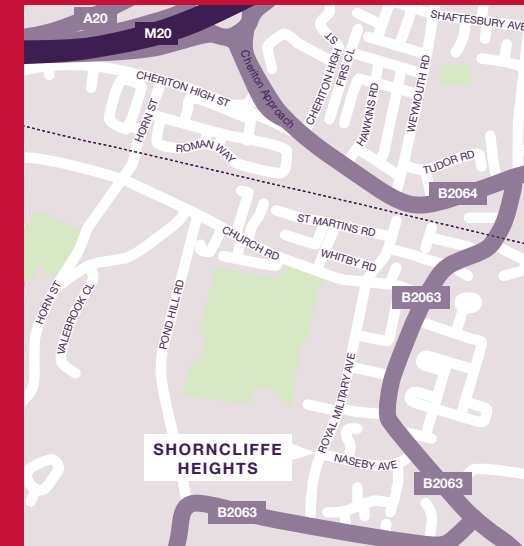 A20
SHAFTESBURY AVE
M20
CHERITON HIGH ST
FIRS CL
Cheriton Approach
WEYMOUTH RD
CHERITON HIGH ST
HAWKINGS RD
HORN ST
ROMAN WAY
TUDOR RD
B2064
ST MARTINS RD
CHURCH RD
WHITBY RD
B2063
HORN ST
VALEBROOK CL
POND HILL RD
ROYAL MILITARY AVE
SHORNCLIFFE
HEIGHTS
NASEBY AVE
B2063
B2063